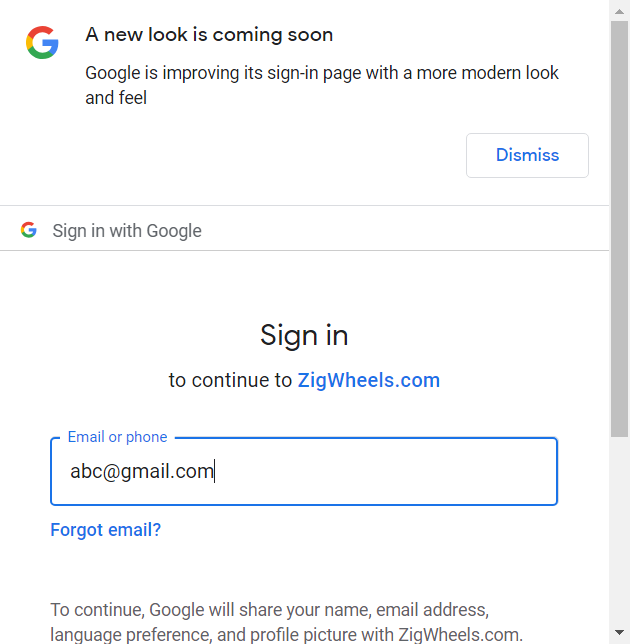 A new look is coming soon
Google is improving its sign-in page with a more modern look
and feel
Dismiss
Sign in with Google
Sign in
to continue to ZigWheels.com
Email or phone
abc@gmail.com
Forgot email?
To continue, Google will share your name, email address,
language preference, and profile picture with ZigWheels.com.